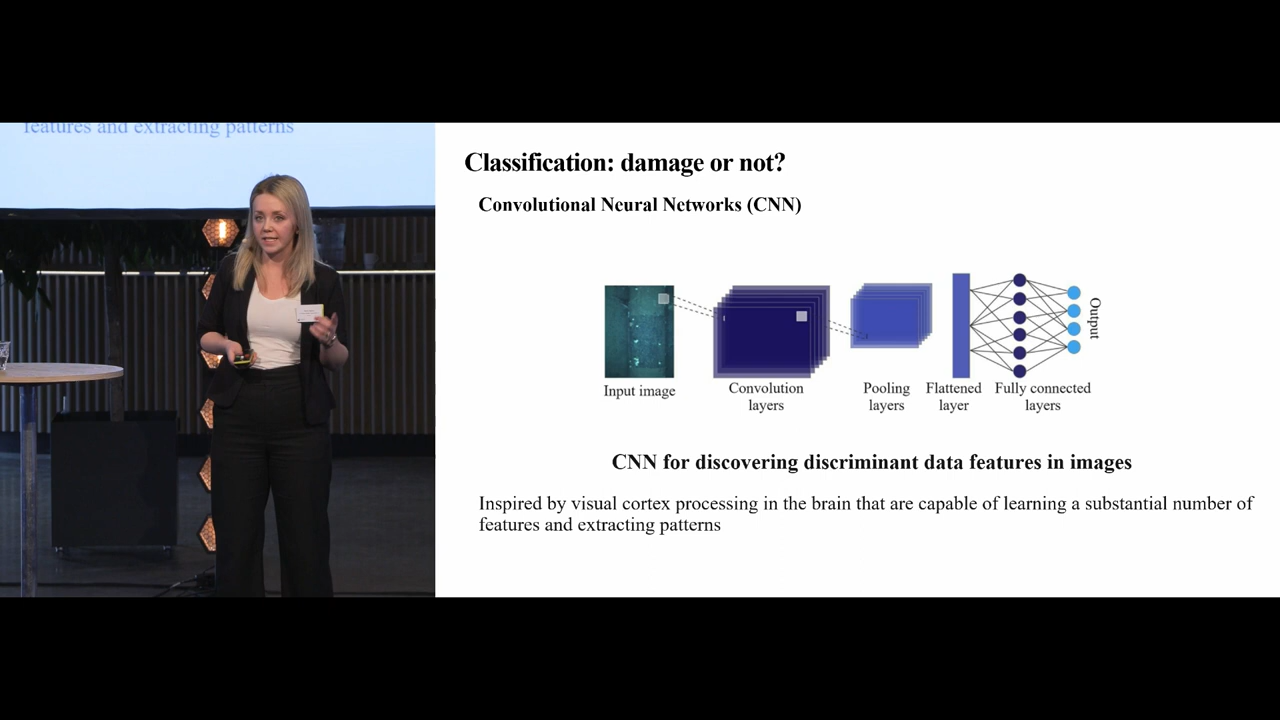 features and extracting patterns
Classification: damage or not?
Convolutional Neural Networks (CNN)
Input image
Convolution
layers
Pooling
layers
Flattened
layer
Fully connected
layers
Output
CNN for discovering discriminant data features in images
Inspired by visual cortex processing in the brain that are capable of learning a substantial number of
features and extracting patterns